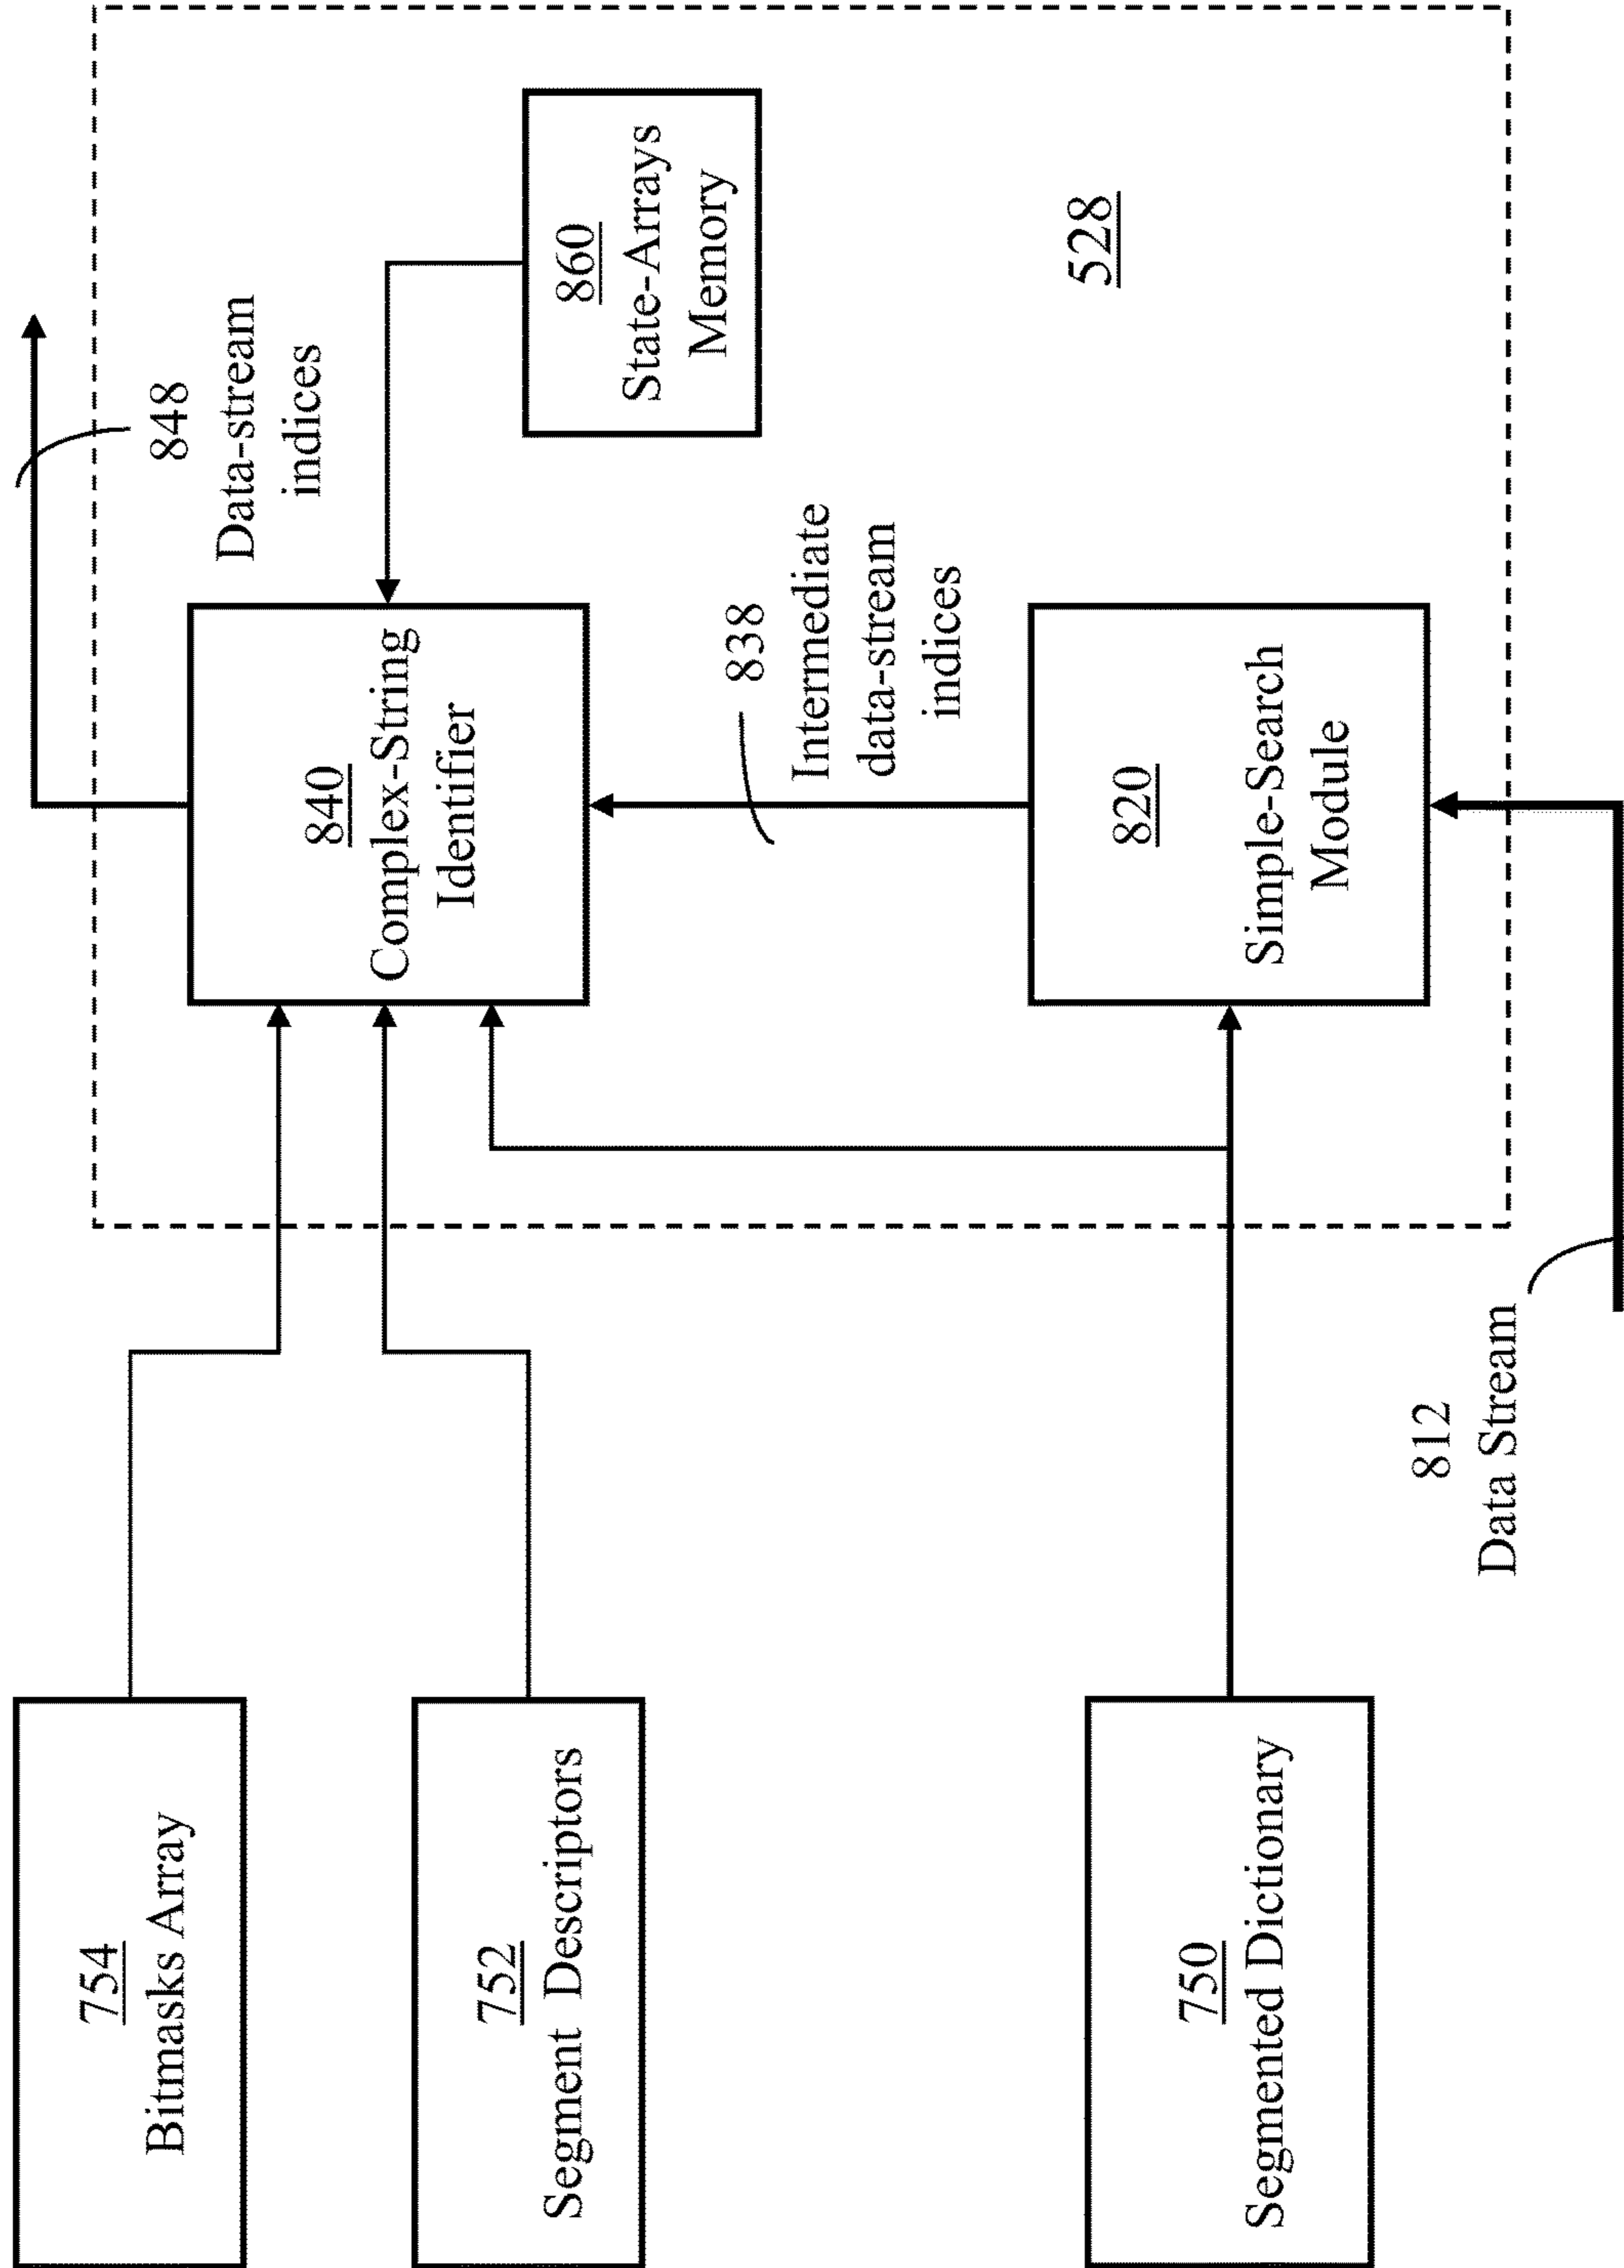 754
Bitmasks Array
848
Data-stream
indices
840
Complex-String
Identifier
752
Segment Descriptors
860
State-Arrays
Memory
838
Intermediate
data-stream
indices
528
820
Simple-Search
Module
750
Segmented Dictionary
812
Data Stream